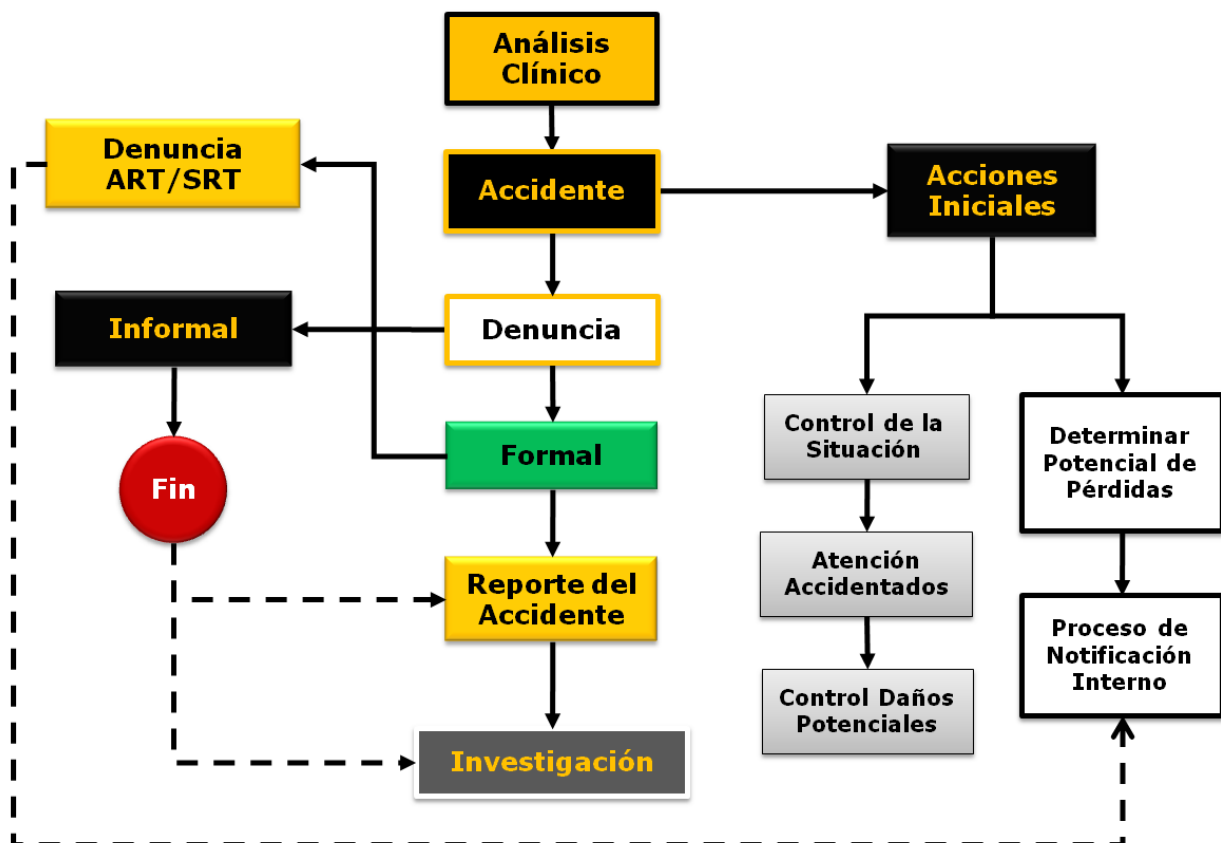 Análisis
Clínico
Denuncia
ART/SRT
Accidente
Acciones
Iniciales
Informal
Denuncia
Control de la
Situación
Determinar
Potencial de
Pérdidas
Formal
Fin
Atención
Accidentados
Reporte del
Accidente
Proceso de
Notificación
Interno
Control Daños
Potenciales
Investigación